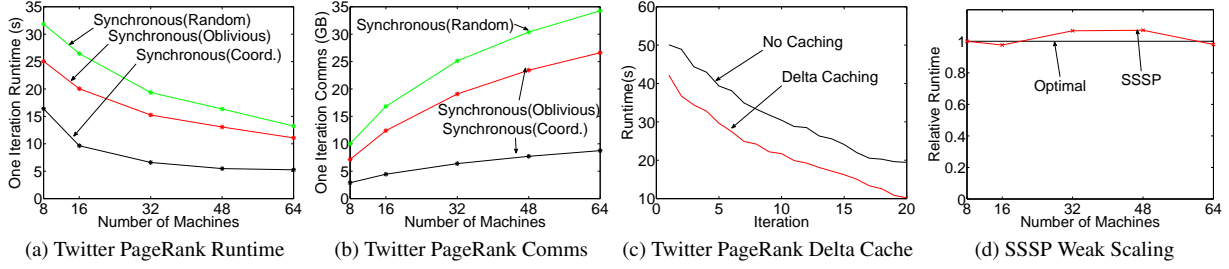 One Iteration Runtime (s)
35
30
25
20
15
10
5
0
Synchronous(Random)
Synchronous(Oblivious)
Synchronous(Coord.)
8 16 32 48 64
Number of Machines
(a) Twitter PageRank Runtime
One Iteration Comms (GB)
35
30
25
20
15
10
5
0
Synchronous(Random)
Synchronous(Oblivious)
Synchronous(Coord.)
8 16 32 48 64
Number of Machines
(b) Twitter PageRank Comms
Runtime(s)
60
50
40
30
20
10
No Caching
Delta Caching
0 5 10 15 20
Iteration
(c) Twitter PageRank Delta Cache
Relative Runtime
1
0.8
0.6
0.4
0.2
0
Optimal
SSSP
8 16 32 48 64
Number of Machines
(d) SSSP Weak Scaling